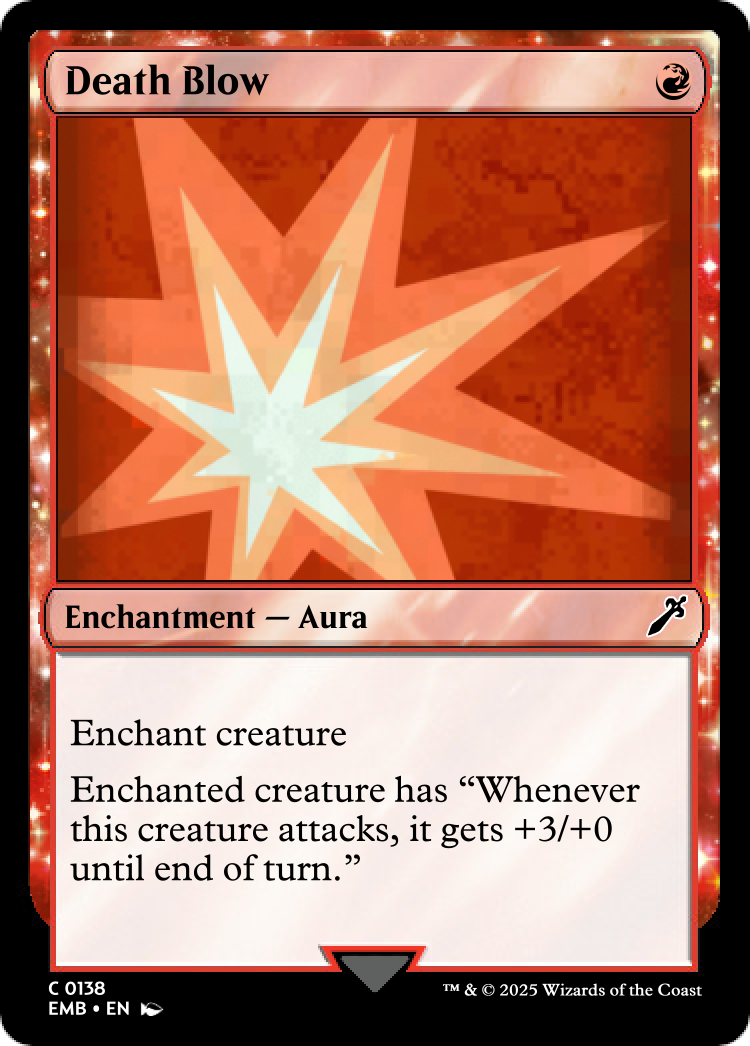 Death Blow
Enchantment — Aura
Enchant creature
Enchanted creature has “Whenever
this creature attacks, it gets +3/+0
until end of turn.”
C 0138
EMB • EN
™ & © 2025 Wizards of the Coast